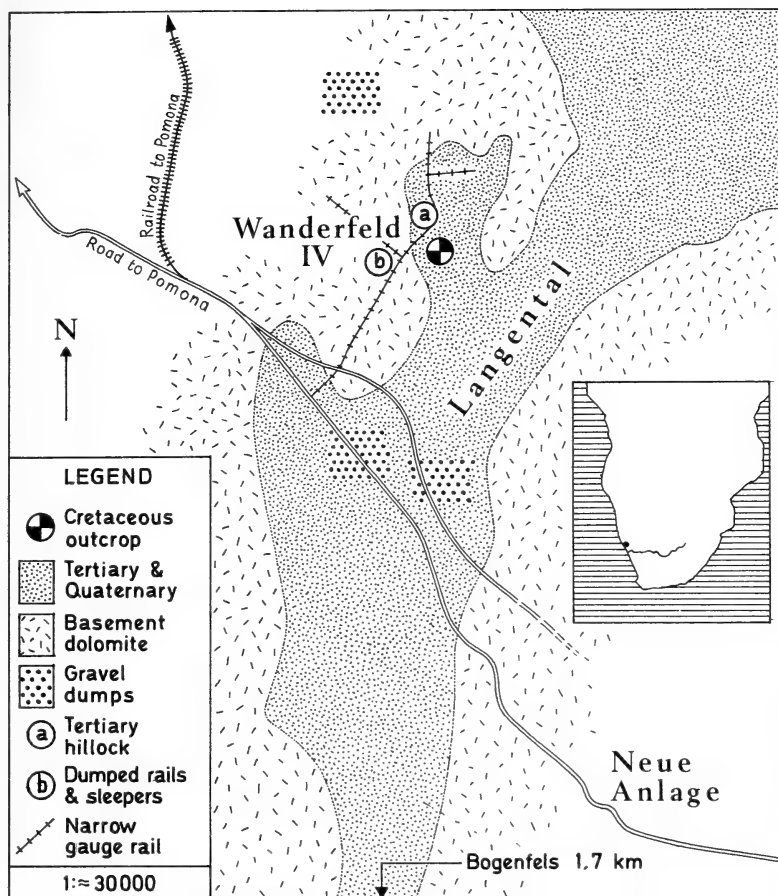 Railroad to Pomona
Road to Pomona
Wanderfeld
IV
a
b
N
Langental
LEGEND
Cretaceous
outcrop
Tertiary &
Quaternary
Basement
dolomite
Gravel
dumps
a
Tertiary
hillock
b
Dumped rails
& sleepers
Narrow
gauge rail
1:≈ 30000
Neue
Anlage
Bogenfels 1,7 km